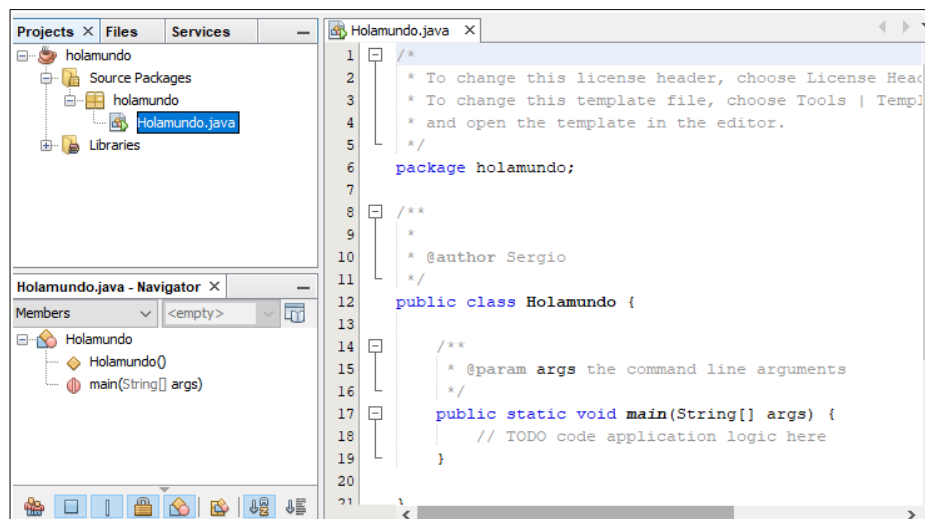 Projects × Files Services
holamundo
Source Packages
holamundo
Holamundo.java
Libraries
Holamundo.java - Navigator ×
Members <empty>
Holamundo
Holamundo()
main(String[] args)
Holamundo.java ×
1 /*
2 * To change this license header, choose License Head
3 * To change this template file, choose Tools | Templ
4 * and open the template in the editor.
5 */
6 package holamundo;
7
8 /**
9 *
10 * @author Sergio
11 */
12 public class Holamundo {
13
14 /**
15 * @param args the command line arguments
16 */
17 public static void main(String[] args) {
18 // TODO code application logic here
19 }
20
21 }